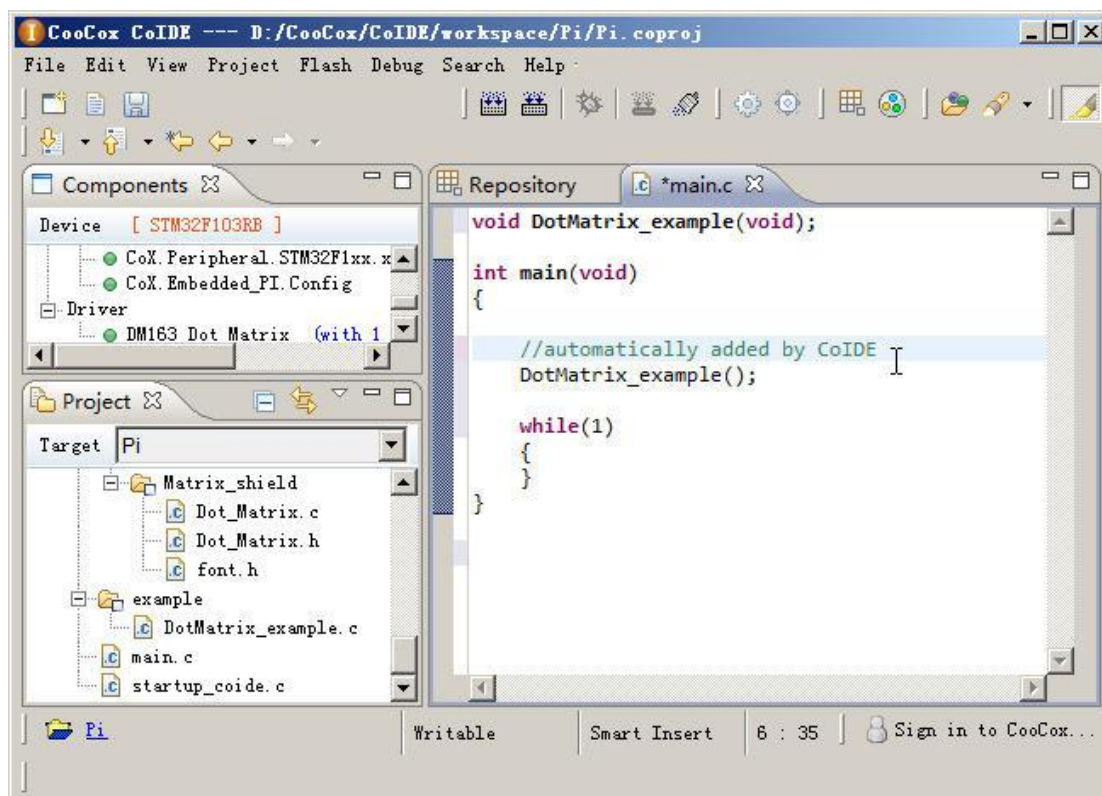 CooCox CoIDE --- D:/CooCox/CoIDE/workspace/Pi/Pi.coproj
File Edit View Project Flash Debug Search Help
Components
Device [ STM32F103RB ]
CoX.Peripheral.STM32F1xx.x
CoX.Embedded_PI.Config
Driver
DM163 Dot Matrix (with 1
Project
Target Pi
Matrix_shield
Dot_Matrix.c
Dot_Matrix.h
font.h
example
DotMatrix_example.c
main.c
startup_coide.c
Repository *main.c
void DotMatrix_example(void);
int main(void)
{
//automatically added by CoIDE
DotMatrix_example();
while(1)
{
}
}
Pi Writable Smart Insert 6 : 35 Sign in to CooCox...